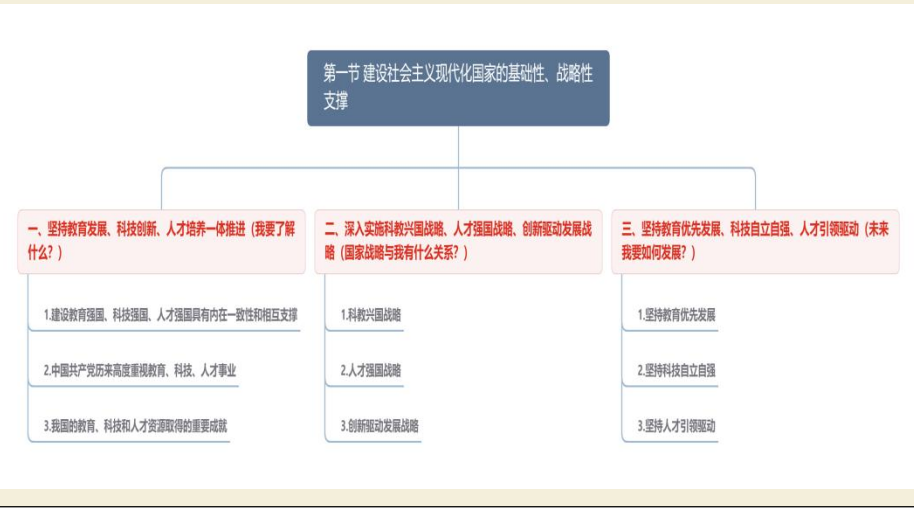 第一节 建设社会主义现代化国家的基础性、战略性
支撑
一、坚持教育发展、科技创新、人才培养一体推进（我要了解
什么？）
1.建设教育强国、科技强国、人才强国具有内在一致性和相互支撑
2.中国共产党历来高度重视教育、科技、人才事业
3.我国的教育、科技和人才资源取得的重要成就
二、深入实施科教兴国战略、人才强国战略、创新驱动发展战
略（国家战略与我有什么关系？）
1.科教兴国战略
2.人才强国战略
3.创新驱动发展战略
三、坚持教育优先发展、科技自立自强、人才引领驱动（未来
我要如何发展？）
1.坚持教育优先发展
2.坚持科技自立自强
3.坚持人才引领驱动